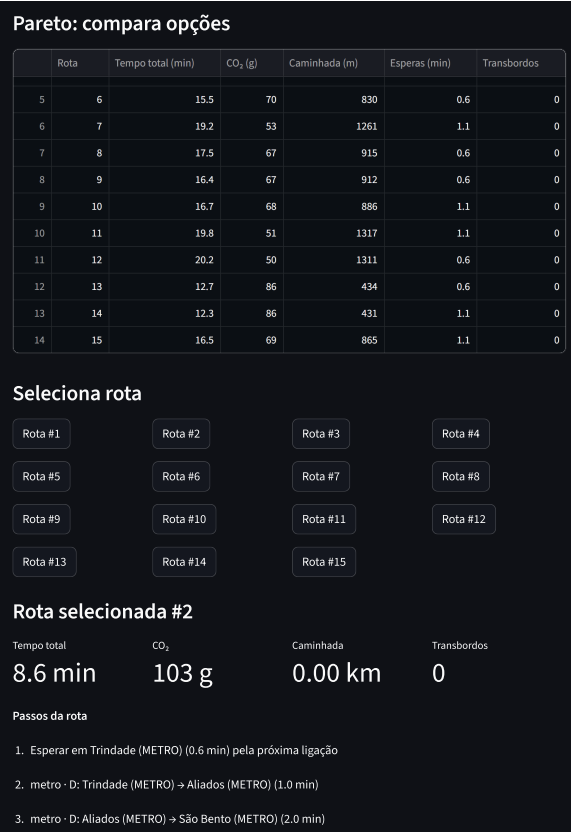 Pareto: compara opções
Rota Tempo total (min) CO₂ (g) Caminhada (m) Esperas (min) Transbordos
5 6 15.5 70 830 0.6 0
6 7 19.2 53 1261 1.1 0
7 8 17.5 67 915 0.6 0
8 9 16.4 67 912 0.6 0
9 10 16.7 68 886 1.1 0
10 11 19.8 51 1317 1.1 0
11 12 20.2 50 1311 0.6 0
12 13 12.7 86 434 0.6 0
13 14 12.3 86 431 1.1 0
14 15 16.5 69 865 1.1 0
Seleciona rota
Rota #1 Rota #2 Rota #3 Rota #4
Rota #5 Rota #6 Rota #7 Rota #8
Rota #9 Rota #10 Rota #11 Rota #12
Rota #13 Rota #14 Rota #15
Rota selecionada #2
Tempo total CO₂ Caminhada Transbordos
8.6 min 103 g 0.00 km 0
Passos da rota
1. Esperar em Trindade (METRO) (0.6 min) pela próxima ligação
2. metro · D: Trindade (METRO) → Aliados (METRO) (1.0 min)
3. metro · D: Aliados (METRO) → São Bento (METRO) (2.0 min)